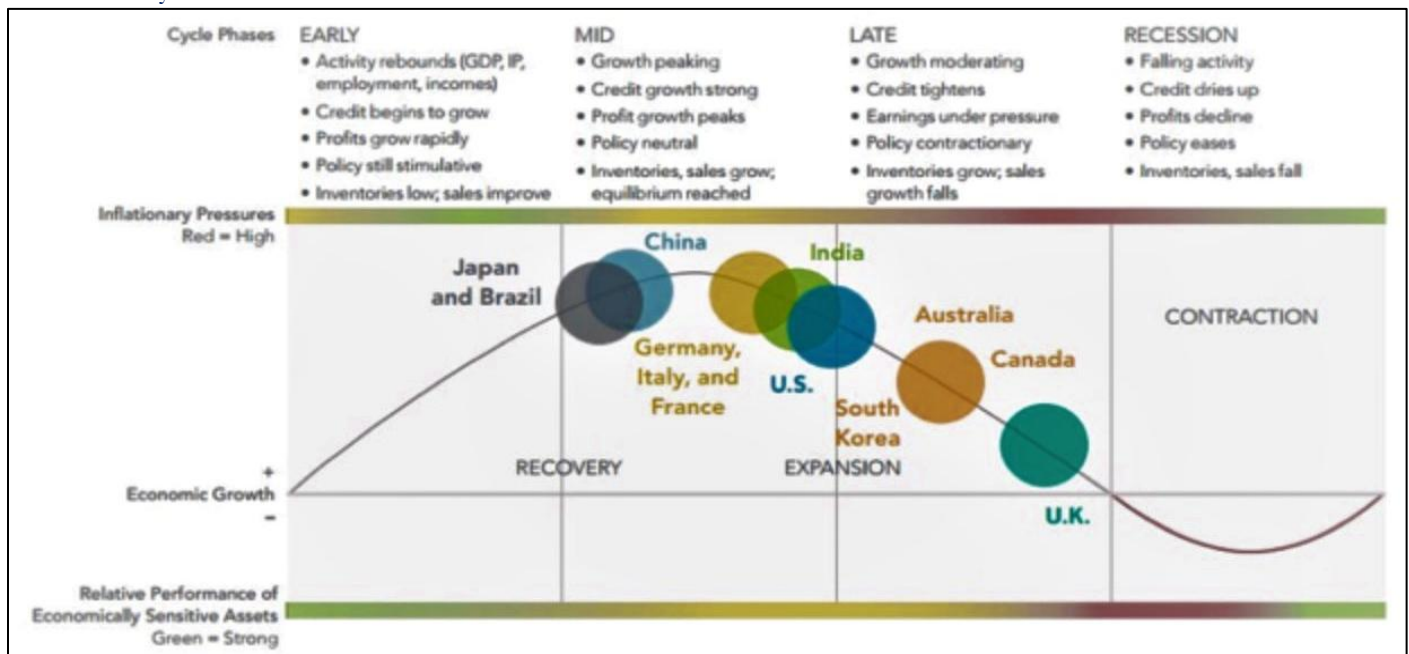 Cycle Phases
EARLY
• Activity rebounds (GDP, IP,
employment, incomes)
• Credit begins to grow
• Profits grow rapidly
• Policy still stimulative
• Inventories low; sales improve
MID
• Growth peaking
• Credit growth strong
• Profit growth peaks
• Policy neutral
• Inventories, sales grow;
equilibrium reached
LATE
• Growth moderating
• Credit tightens
• Earnings under pressure
• Policy contractionary
• Inventories grow; sales
growth falls
RECESSION
• Falling activity
• Credit dries up
• Profits decline
• Policy eases
• Inventories, sales fall
Inflationary Pressures
Red = High
China
Japan
and Brazil
India
Germany,
Italy, and
France
U.S.
Australia
Canada
South
Korea
CONTRACTION
RECOVERY
EXPANSION
U.K.
+
Economic Growth
–
Relative Performance of
Economically Sensitive Assets
Green = Strong